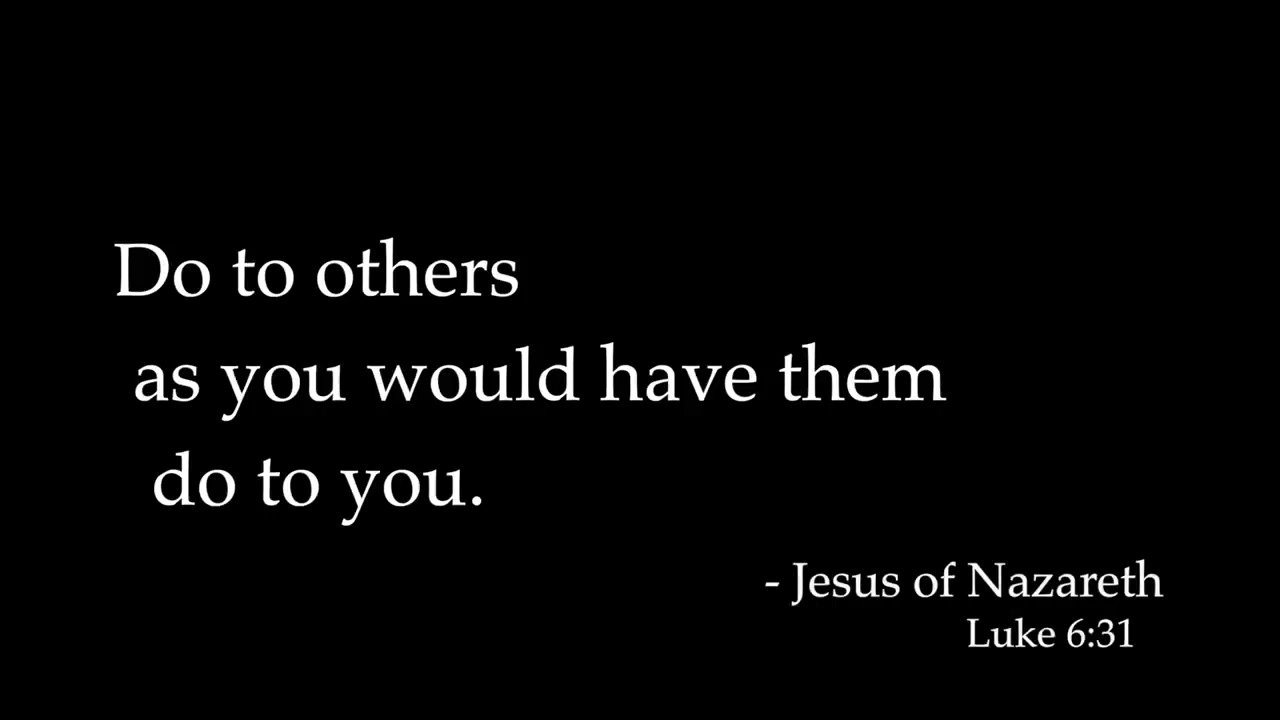 Do to others
as you would have them
do to you.
- Jesus of Nazareth
Luke 6:31